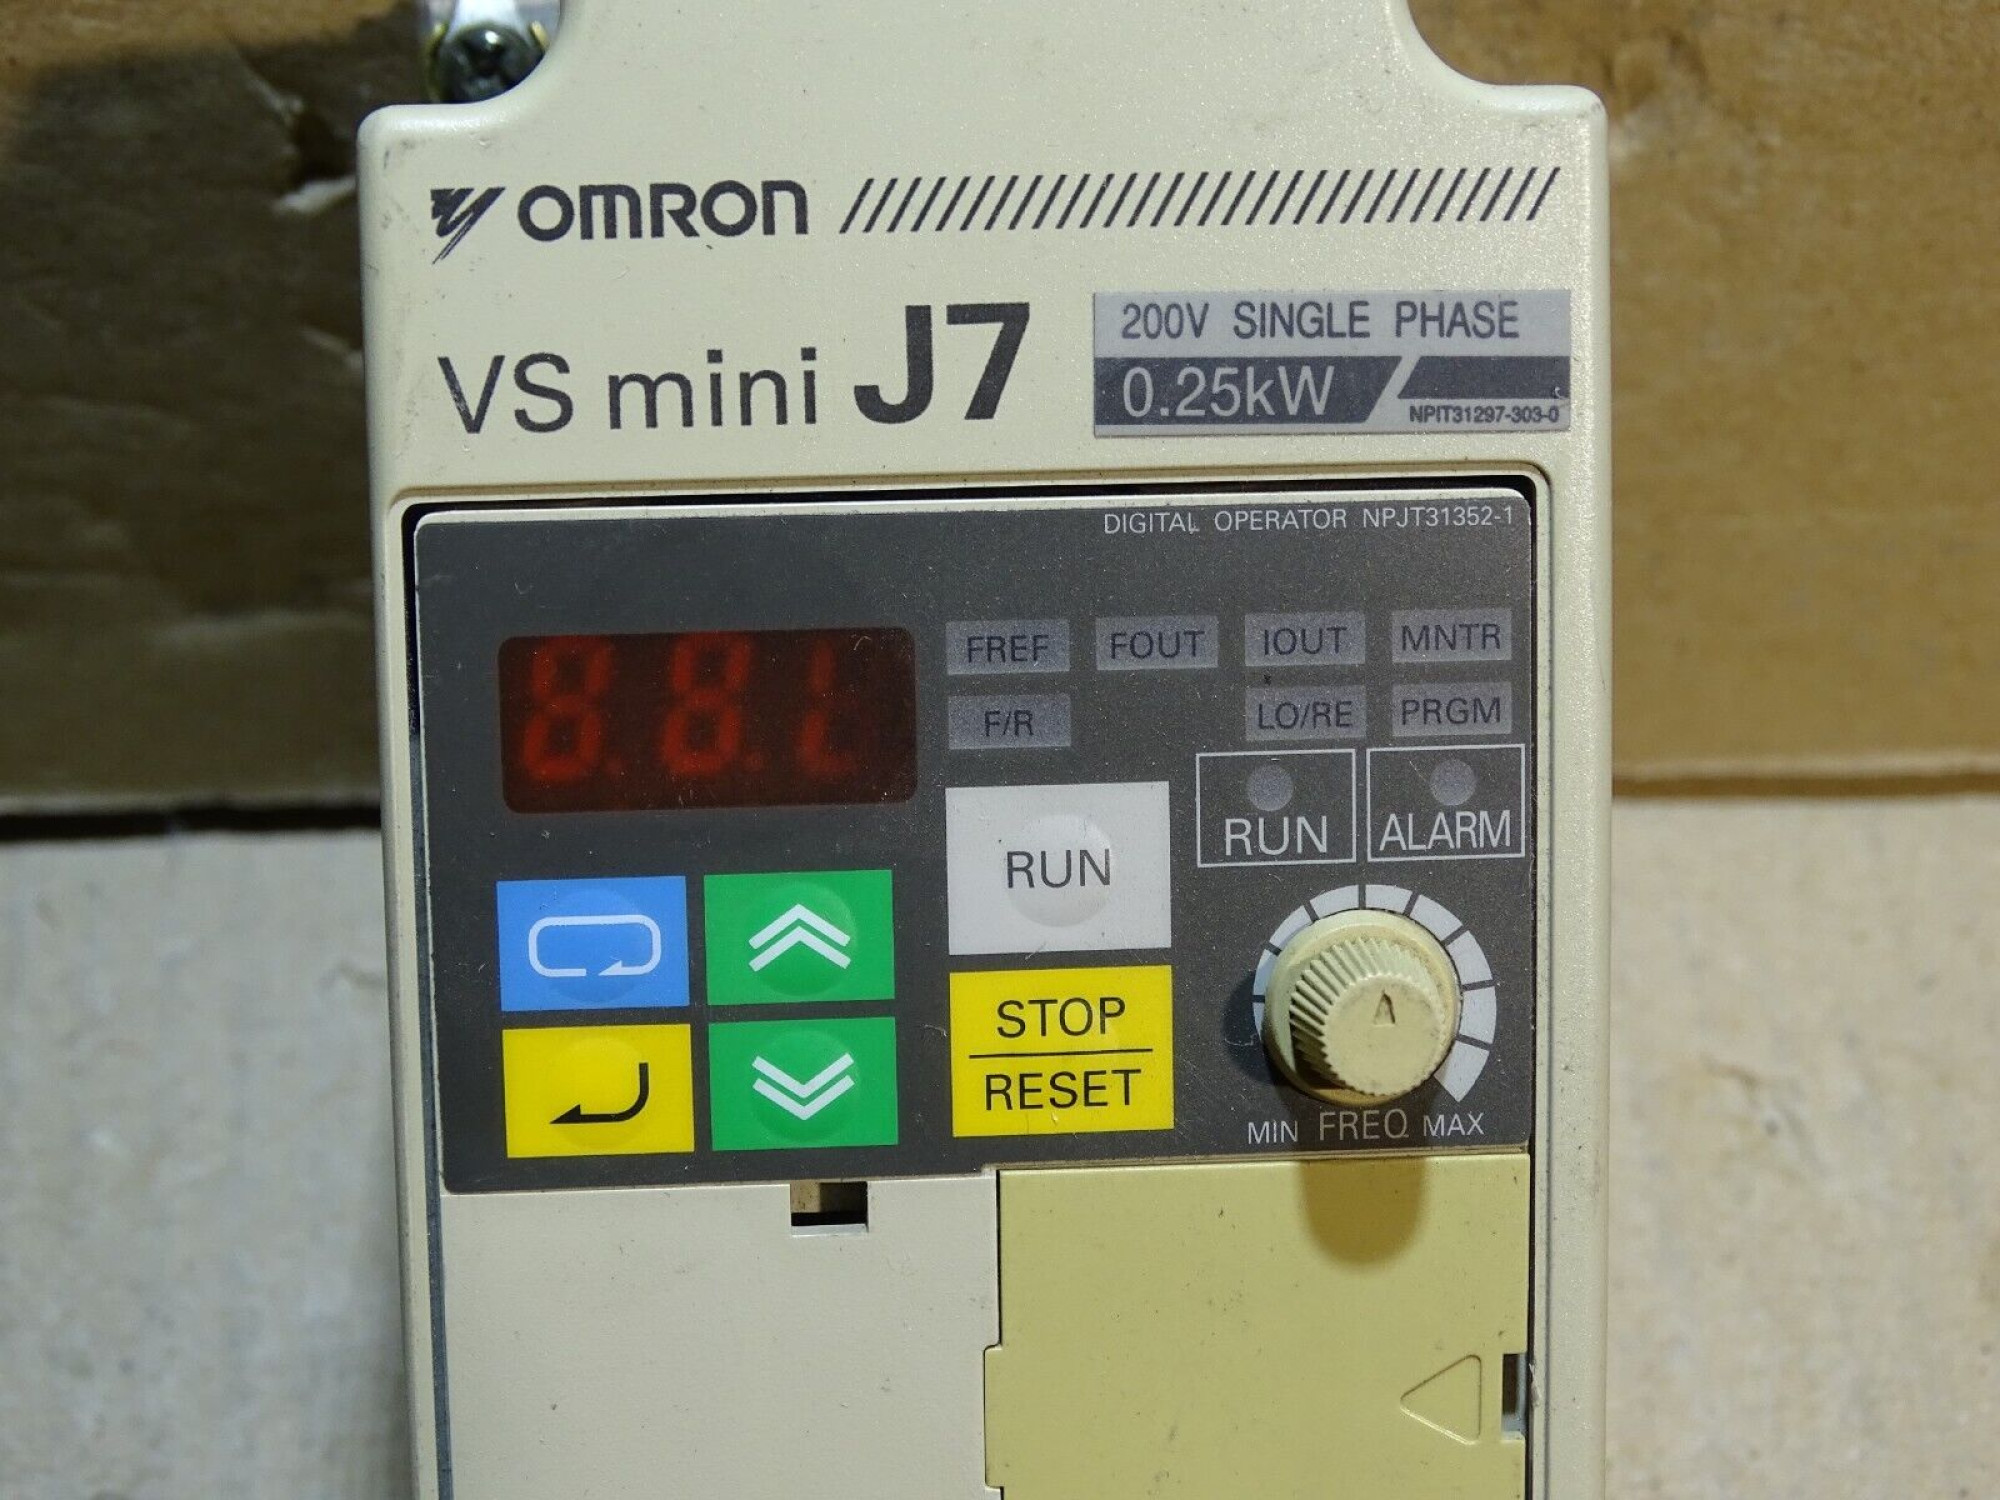 OMRON
VS mini J7
200V SINGLE PHASE
0.25kW
NPIT31297-303-0
DIGITAL OPERATOR NPJT31352-1
FREF FOUT IOUT MNTR
F/R LO/RE PRGM
RUN ALARM
RUN
STOP
RESET
MIN FREQ MAX